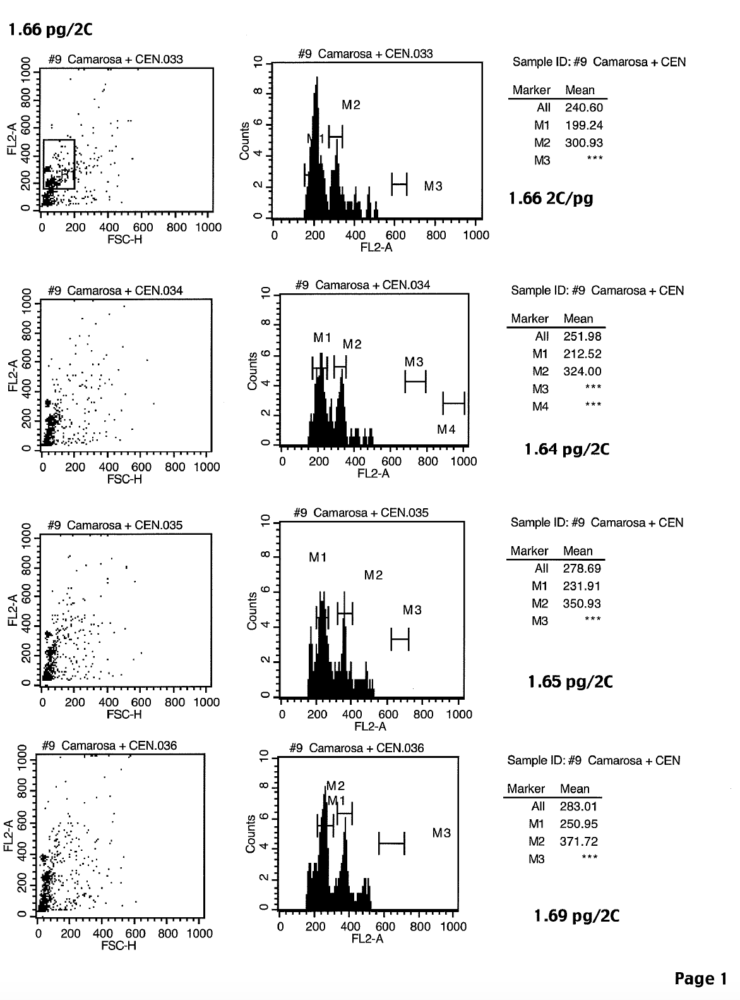 1.66 pg/2C
#9 Camarosa + CEN.033
FL2-A
0 200 400 600 800 1000
0 200 400 600 800 1000
FSC-H
R1
#9 Camarosa + CEN.033
Counts
0 2 4 6 8 10
M2
M3
0 200 400 600 800 1000
FL2-A
Sample ID: #9 Camarosa + CEN
Marker Mean
All 240.60
M1 199.24
M2 300.93
M3 ***
1.66 2C/pg
#9 Camarosa + CEN.034
FL2-A
0 200 400 600 800 1000
0 200 400 600 800 1000
FSC-H
#9 Camarosa + CEN.034
Counts
0 2 4 6 8 10
M1
M2
M3
M4
0 200 400 600 800 1000
FL2-A
Sample ID: #9 Camarosa + CEN
Marker Mean
All 251.98
M1 212.52
M2 324.00
M3 ***
M4 ***
1.64 pg/2C
#9 Camarosa + CEN.035
FL2-A
0 200 400 600 800 1000
0 200 400 600 800 1000
FSC-H
#9 Camarosa + CEN.035
Counts
0 2 4 6 8 10
M1
M2
M3
0 200 400 600 800 1000
FL2-A
Sample ID: #9 Camarosa + CEN
Marker Mean
All 278.69
M1 231.91
M2 350.93
M3 ***
1.65 pg/2C
#9 Camarosa + CEN.036
FL2-A
0 200 400 600 800 1000
0 200 400 600 800 1000
FSC-H
#9 Camarosa + CEN.036
Counts
0 2 4 6 8 10
M2
M1
M3
0 200 400 600 800 1000
FL2-A
Sample ID: #9 Camarosa + CEN
Marker Mean
All 283.01
M1 250.95
M2 371.72
M3 ***
1.69 pg/2C
Page 1